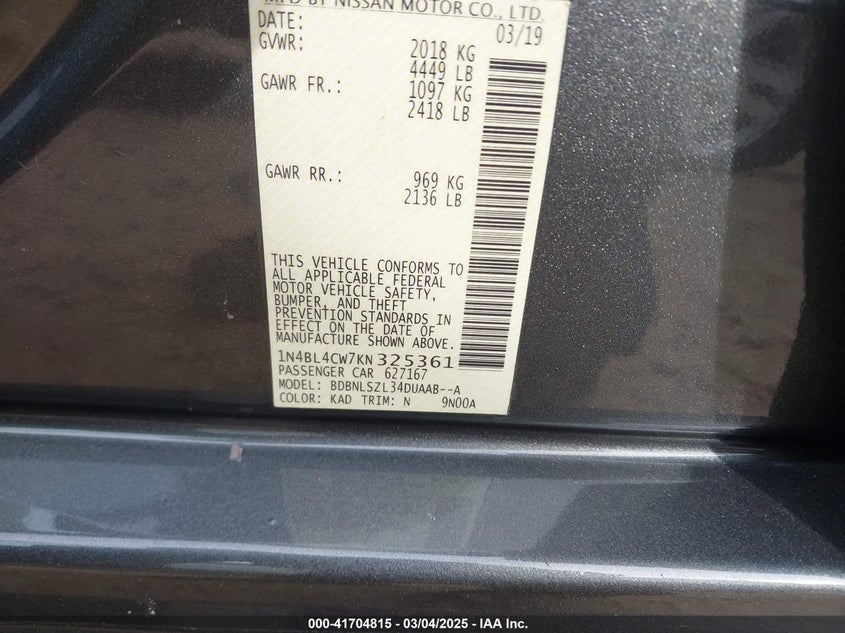 MFD BY NISSAN MOTOR CO., LTD.
DATE: 03/19
GVWR: 2018 KG
4449 LB
GAWR FR.: 1097 KG
2418 LB
GAWR RR.: 969 KG
2136 LB
THIS VEHICLE CONFORMS TO
ALL APPLICABLE FEDERAL
MOTOR VEHICLE SAFETY,
BUMPER, AND THEFT
PREVENTION STANDARDS IN
EFFECT ON THE DATE OF
MANUFACTURE SHOWN ABOVE.
1N4BL4CW7KN325361
PASSENGER CAR 627167
MODEL: BDBNLSZL34DUAAB--A
COLOR: KAD TRIM: N 9N00A
000-41704815 - 03/04/2025 - IAA Inc.